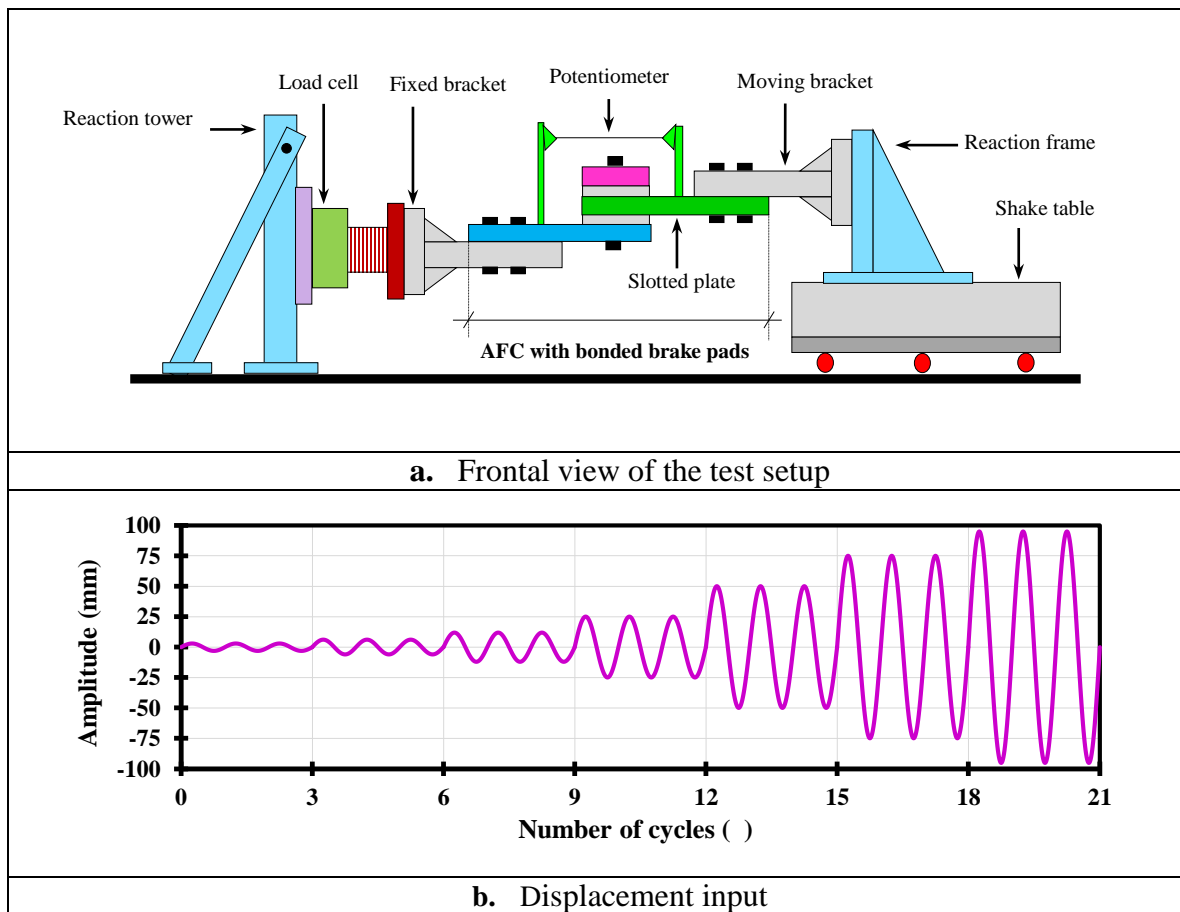 Potentiometer
Load cell
Fixed bracket
Moving bracket
Reaction tower
Reaction frame
Shake table
Slotted plate
AFC with bonded brake pads
a. Frontal view of the test setup
100
75
50
25
0
-25
-50
-75
-100
Amplitude (mm)
0 3 6 9 12 15 18 21
Number of cycles ( )
b. Displacement input